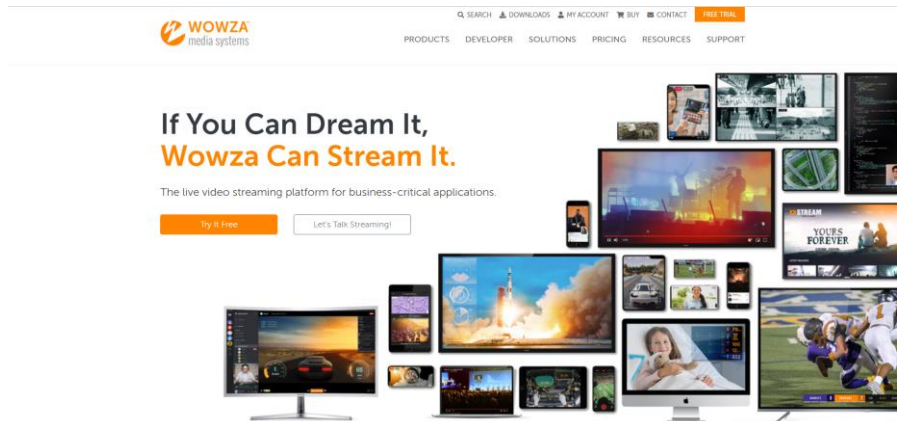 SEARCH DOWNLOADS MY ACCOUNT BUY CONTACT FREE TRIAL
WOWZA
media systems
PRODUCTS DEVELOPER SOLUTIONS PRICING RESOURCES SUPPORT
If You Can Dream It,
Wowza Can Stream It.
The live video streaming platform for business-critical applications.
Try It Free Let's Talk Streaming!
STREAM
YOURS
FOREVER